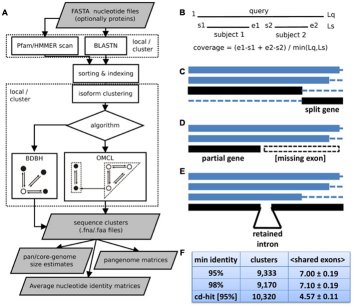 A
FASTA nucleotide files
(optionally proteins)
Pfam/HMMER scan
BLASTN
local /
cluster
sorting & indexing
local
/ cluster
isoform clustering
algorithm
BDBH
OMCL
sequence clusters
(.fna/.faa files)
pan/core-genome
size estimates
pangenome matrices
Average nucleotide identity matrices
B
query
1
Lq
s1
e1
s2
e2
Ls
subject 1
subject 2
coverage = (e1-s1 + e2-s2) / min(Lq,Ls)
C
split gene
D
partial gene
[missing exon]
E
retained
intron
F
min identity clusters <shared exons>
95% 9,333 7.00 ± 0.19
98% 9,170 7.10 ± 0.19
cd-hit [95%] 10,320 4.57 ± 0.11